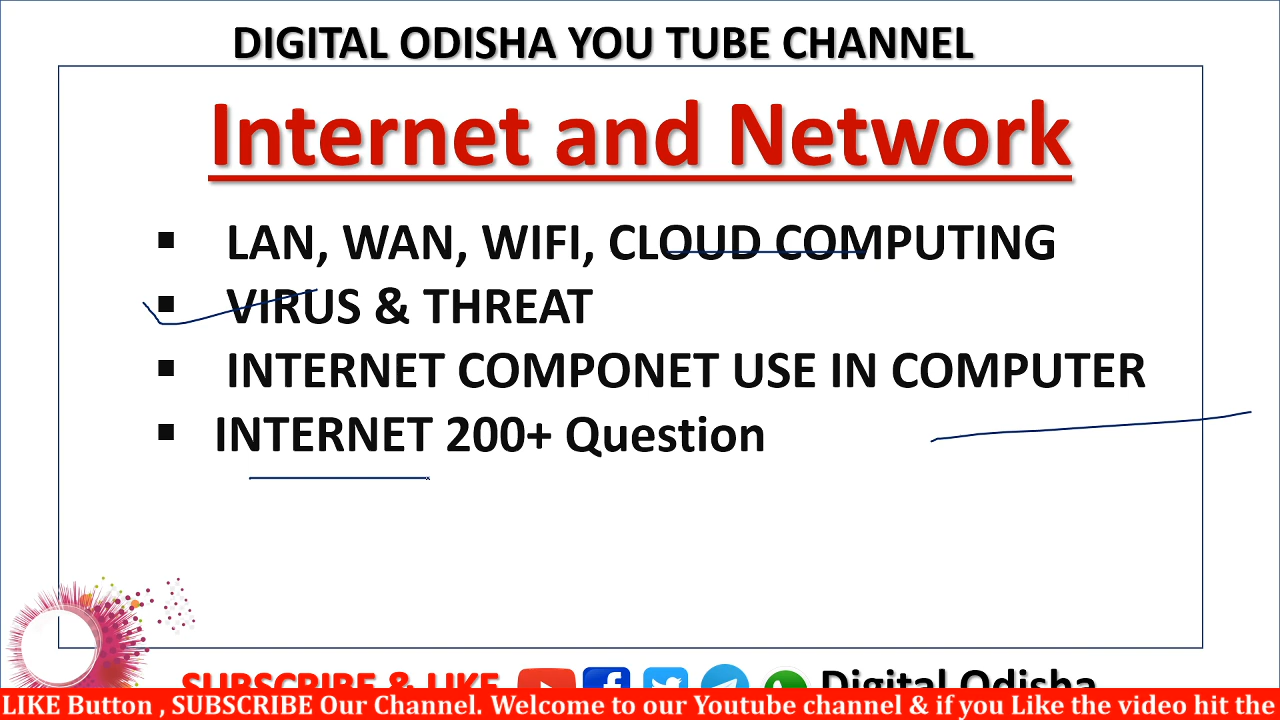 DIGITAL ODISHA YOU TUBE CHANNEL
Internet and Network
▪ LAN, WAN, WIFI, CLOUD COMPUTING
▪ VIRUS & THREAT
▪ INTERNET COMPONET USE IN COMPUTER
▪ INTERNET 200+ Question
SUBSCRIBE & LIKE Digital Odisha
LIKE Button , SUBSCRIBE Our Channel. Welcome to our Youtube channel & if you Like the video hit the